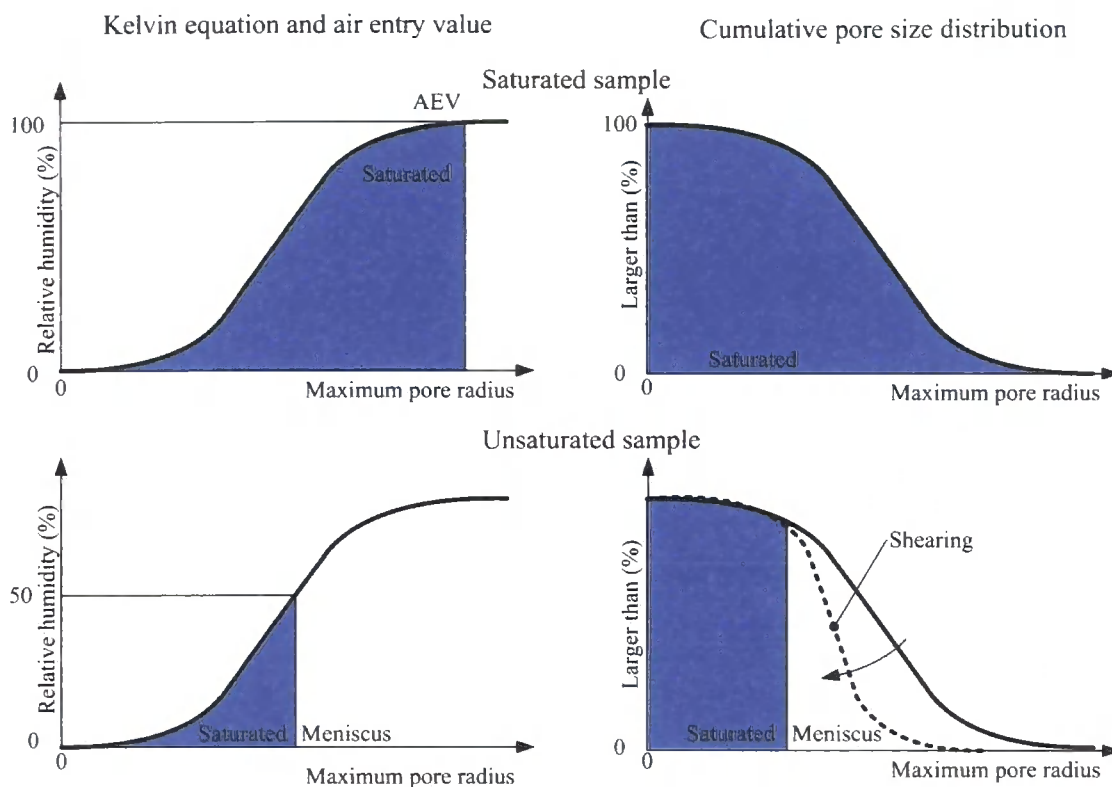 Kelvin equation and air entry value
Cumulative pore size distribution
Saturated sample
AEV
100
Saturated
Relative humidity (%)
0
0
Maximum pore radius
100
Larger than (%)
Saturated
0
0
Maximum pore radius
Unsaturated sample
Relative humidity (%)
50
Saturated
Meniscus
0
0
Maximum pore radius
Shearing
Larger than (%)
Saturated
Meniscus
0
0
Maximum pore radius